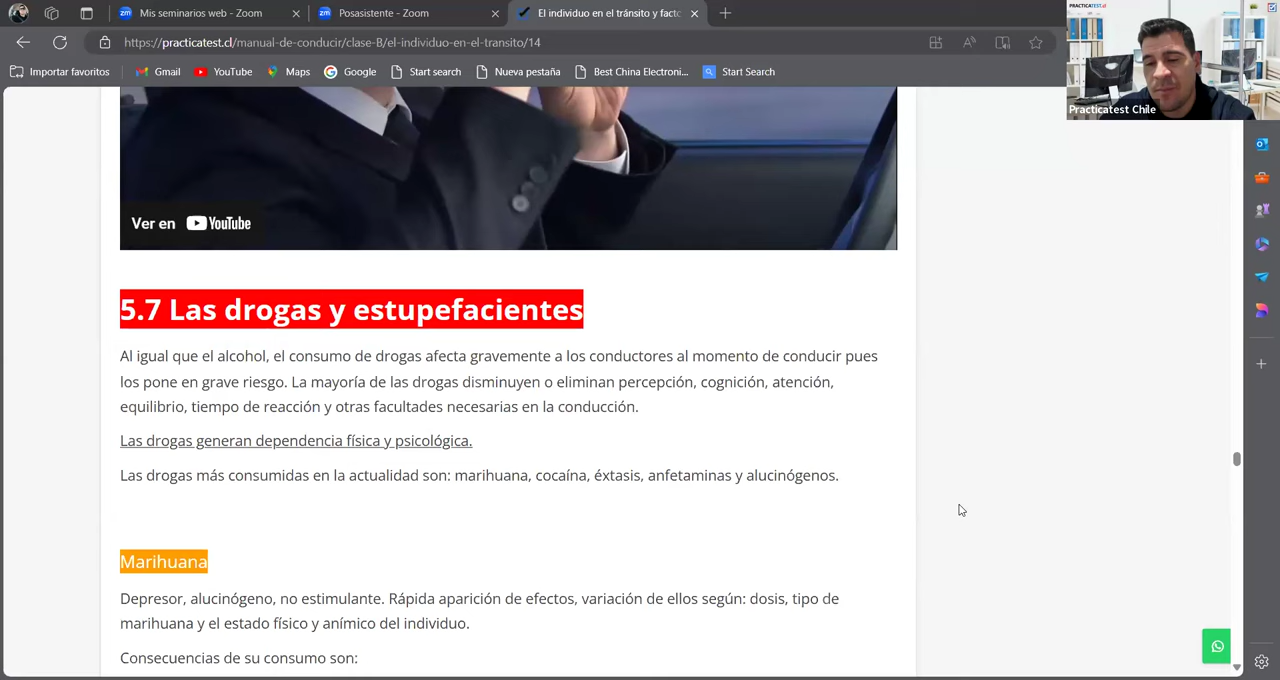 Mis seminarios web - Zoom
Posasistente - Zoom
El individuo en el tránsito y facto
https://practicatest.cl/manual-de-conducir/clase-B/el-individuo-en-el-transito/14
Importar favoritos
Gmail
YouTube
Maps
Google
Start search
Nueva pestaña
Best China Electroni...
Start Search
PRACTICATEST.cl
Practicatest Chile
Ver en YouTube
5.7 Las drogas y estupefacientes
Al igual que el alcohol, el consumo de drogas afecta gravemente a los conductores al momento de conducir pues
los pone en grave riesgo. La mayoría de las drogas disminuyen o eliminan percepción, cognición, atención,
equilibrio, tiempo de reacción y otras facultades necesarias en la conducción.
Las drogas generan dependencia física y psicológica.
Las drogas más consumidas en la actualidad son: marihuana, cocaína, éxtasis, anfetaminas y alucinógenos.
Marihuana
Depresor, alucinógeno, no estimulante. Rápida aparición de efectos, variación de ellos según: dosis, tipo de
marihuana y el estado físico y anímico del individuo.
Consecuencias de su consumo son: